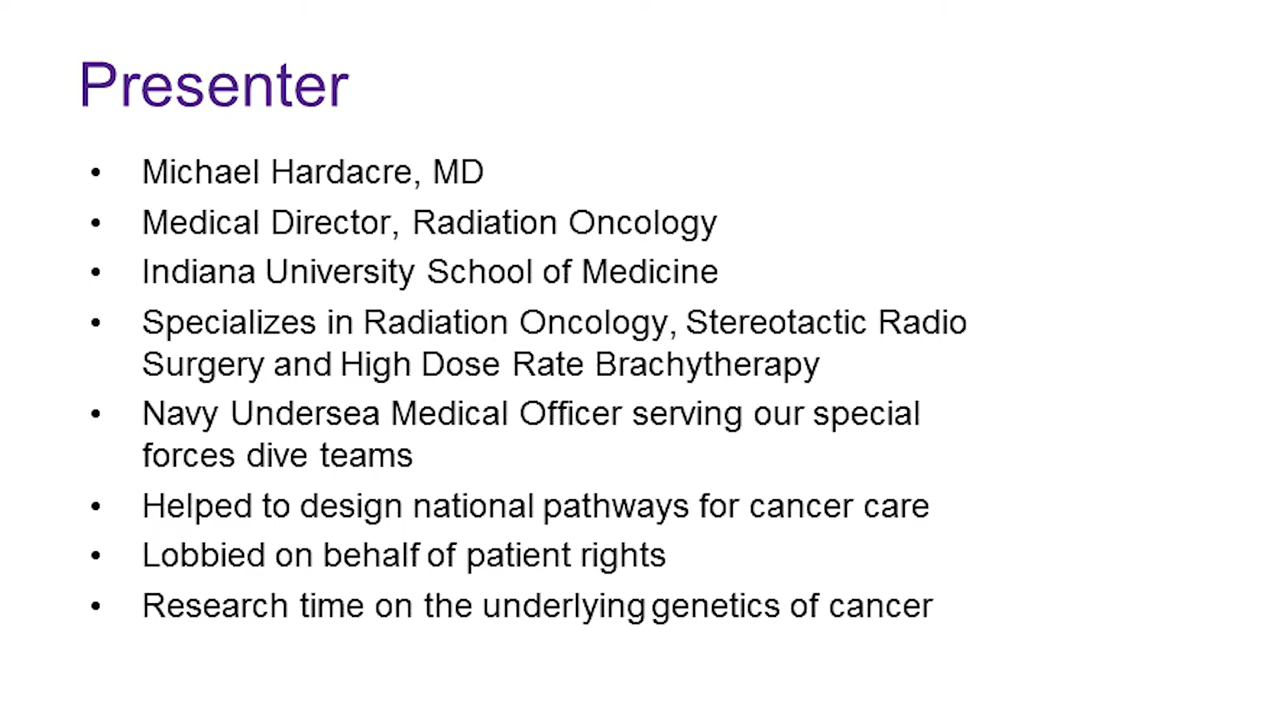 Presenter
• Michael Hardacre, MD
• Medical Director, Radiation Oncology
• Indiana University School of Medicine
• Specializes in Radiation Oncology, Stereotactic Radio
Surgery and High Dose Rate Brachytherapy
• Navy Undersea Medical Officer serving our special
forces dive teams
• Helped to design national pathways for cancer care
• Lobbied on behalf of patient rights
• Research time on the underlying genetics of cancer